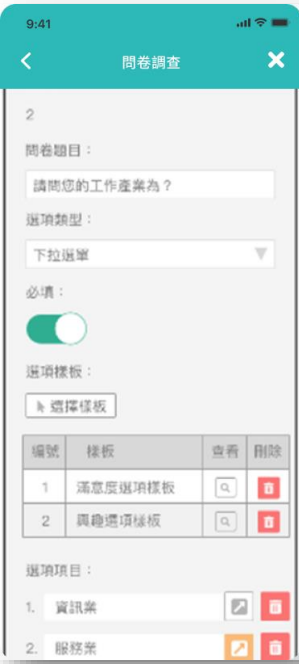 9:41
問卷調查
2
問卷題目：
請問您的工作產業為？
選項類型：
下拉選單
必填：
選項樣板：
選擇樣板
編號 樣板 查看 刪除
1 滿意度選項樣板
2 興趣選項樣板
選項項目：
1. 資訊業
2. 服務業